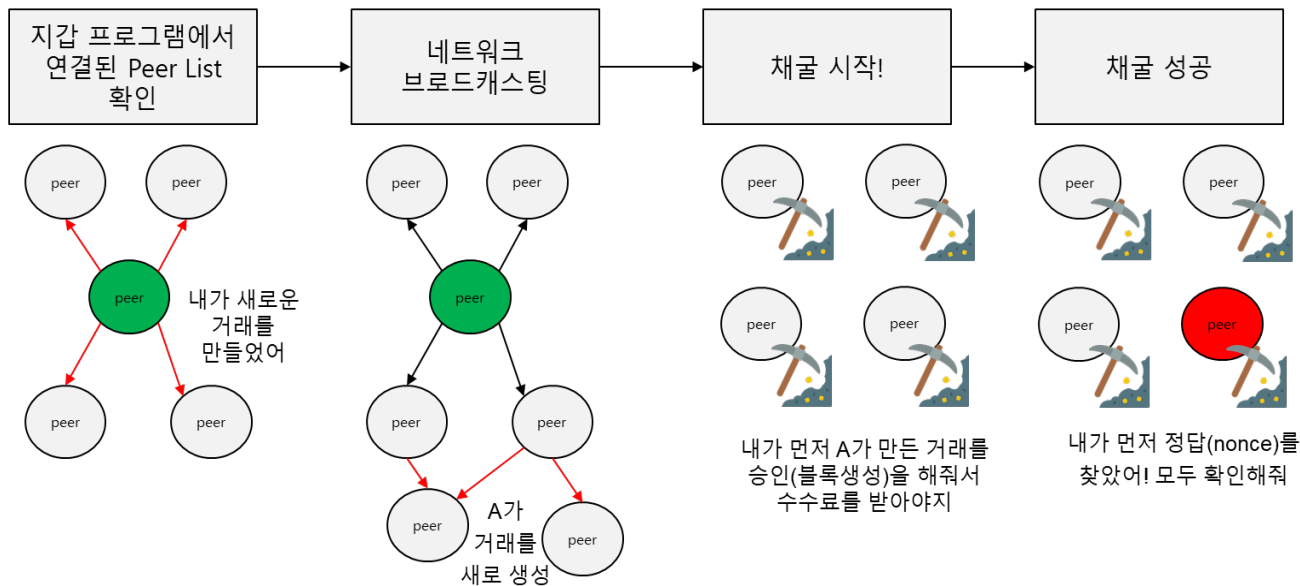 지갑 프로그램에서
연결된 Peer List
확인
네트워크
브로드캐스팅
채굴 시작!
채굴 성공
peer
peer
peer
내가 새로운
거래를
만들었어
peer
peer
peer
peer
peer
peer
peer
peer
peer
A가
거래를
새로 생성
peer
peer
peer
peer
내가 먼저 A가 만든 거래를
승인(블록생성)을 해줘서
수수료를 받아야지
peer
peer
peer
peer
내가 먼저 정답(nonce)를
찾았어! 모두 확인해줘